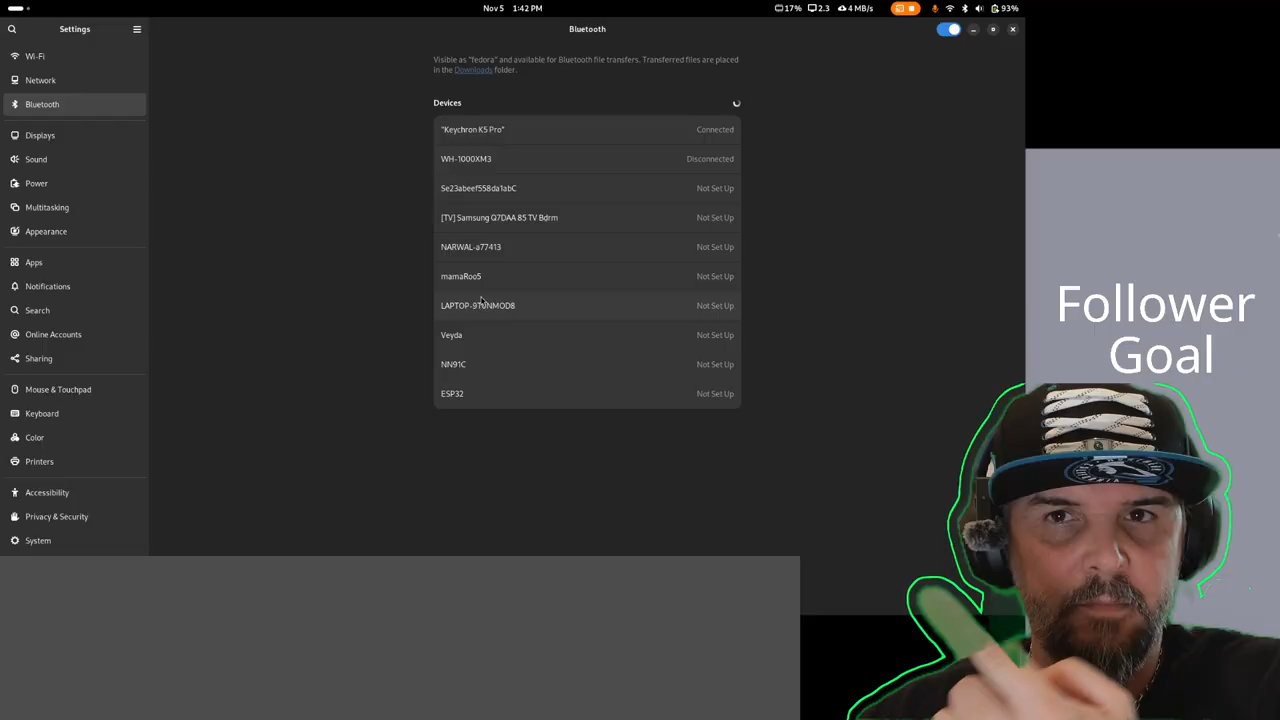 Nov 5 1:42 PM
17% 2.3 4 MB/s 93%
Settings
Bluetooth
Wi-Fi
Network
Bluetooth
Displays
Sound
Power
Multitasking
Appearance
Apps
Notifications
Search
Online Accounts
Sharing
Mouse & Touchpad
Keyboard
Color
Printers
Accessibility
Privacy & Security
System
Visible as "fedora" and available for Bluetooth file transfers. Transferred files are placed
in the Downloads folder.
Devices
"Keychron K5 Pro" Connected
WH-1000XM3 Disconnected
Se23abeef558da1abC Not Set Up
[TV] Samsung Q7DAA 85 TV Bdrm Not Set Up
NARWAL-a77413 Not Set Up
mamaRoo5 Not Set Up
Not Set Up
Veyda Not Set Up
NN91C Not Set Up
ESP32 Not Set Up
Follower
Goal